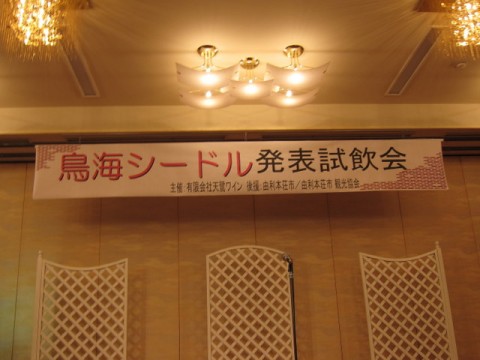 鳥海シードル発表試飲会
主催:有限会社天鷺ワイン 後援:由利本荘市/由利本荘市 観光協会